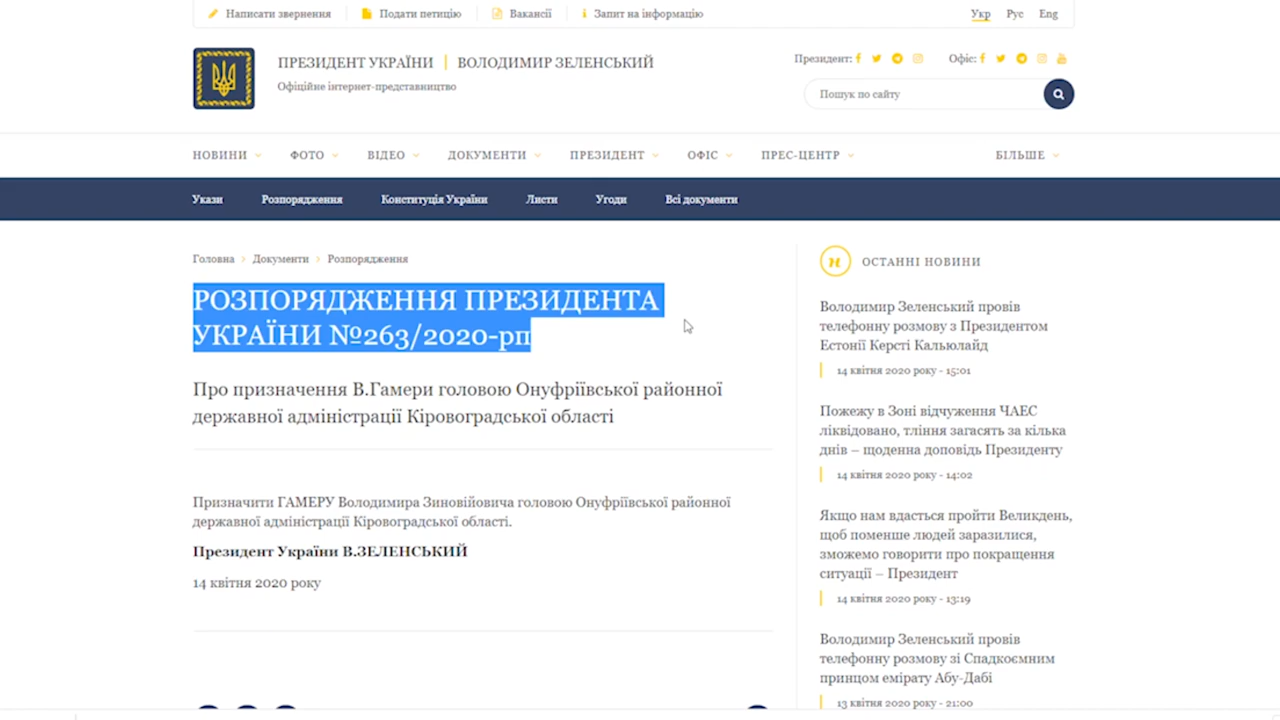 Написати звернення
Подати петицію
Вакансії
Запит на інформацію
Укр
Рус
Eng
ПРЕЗИДЕНТ УКРАЇНИ
ВОЛОДИМИР ЗЕЛЕНСЬКИЙ
Офіційне інтернет-представництво
Президент:
Офіс:
Пошук по сайту
НОВИНИ
ФОТО
ВІДЕО
ДОКУМЕНТИ
ПРЕЗИДЕНТ
ОФІС
ПРЕС-ЦЕНТР
БІЛЬШЕ
Укази
Розпорядження
Конституція України
Листи
Угоди
Всі документи
Головна
Документи
Розпорядження
РОЗПОРЯДЖЕННЯ ПРЕЗИДЕНТА
УКРАЇНИ №263/2020-рп
Про призначення В.Гамери головою Онуфріївської районної
державної адміністрації Кіровоградської області
Призначити ГАМЕРУ Володимира Зиновійовича головою Онуфріївської районної
державної адміністрації Кіровоградської області.
Президент України В.ЗЕЛЕНСЬКИЙ
14 квітня 2020 року
ОСТАННІ НОВИНИ
Володимир Зеленський провів
телефонну розмову з Президентом
Естонії Керсті Кальюлайд
14 квітня 2020 року - 15:01
Пожежу в Зоні відчуження ЧАЕС
ліквідовано, тління загасять за кілька
днів – щоденна доповідь Президенту
14 квітня 2020 року - 14:02
Якщо нам вдасться пройти Великдень,
щоб поменше людей заразилися,
зможемо говорити про покращення
ситуації – Президент
14 квітня 2020 року - 13:19
Володимир Зеленський провів
телефонну розмову зі Спадкоємним
принцом емірату Абу-Дабі
13 квітня 2020 року - 21:00